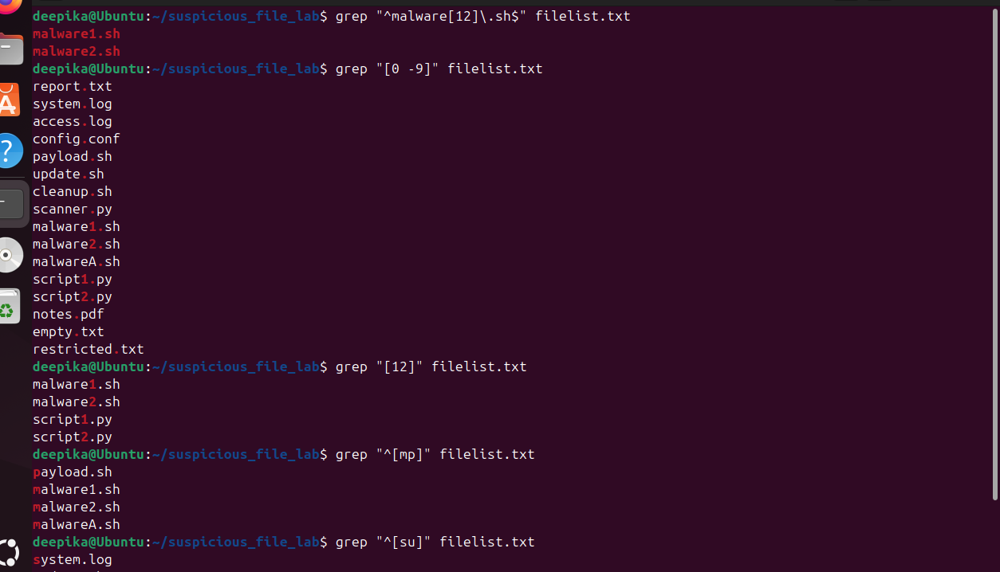 deepika@Ubuntu:~/suspicious_file_lab$ grep "^malware[12]\.sh$" filelist.txt
malware1.sh
malware2.sh
deepika@Ubuntu:~/suspicious_file_lab$ grep "[0 -9]" filelist.txt
report.txt
system.log
access.log
config.conf
payload.sh
update.sh
cleanup.sh
scanner.py
malware1.sh
malware2.sh
malwareA.sh
script1.py
script2.py
notes.pdf
empty.txt
restricted.txt
deepika@Ubuntu:~/suspicious_file_lab$ grep "[12]" filelist.txt
malware1.sh
malware2.sh
script1.py
script2.py
deepika@Ubuntu:~/suspicious_file_lab$ grep "^[mp]" filelist.txt
payload.sh
malware1.sh
malware2.sh
malwareA.sh
deepika@Ubuntu:~/suspicious_file_lab$ grep "^[su]" filelist.txt
system.log